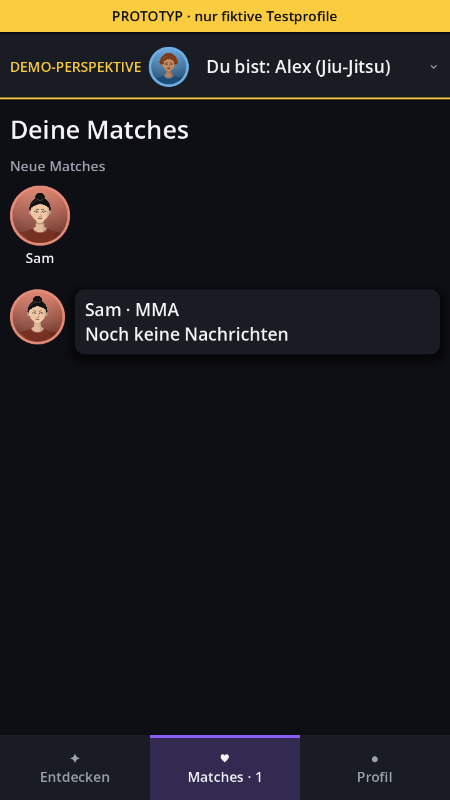 PROTOTYP · nur fiktive Testprofile
DEMO-PERSPEKTIVE
Du bist: Alex (Jiu-Jitsu)
Deine Matches
Neue Matches
Sam
Sam · MMA
Noch keine Nachrichten
Entdecken
Matches · 1
Profil